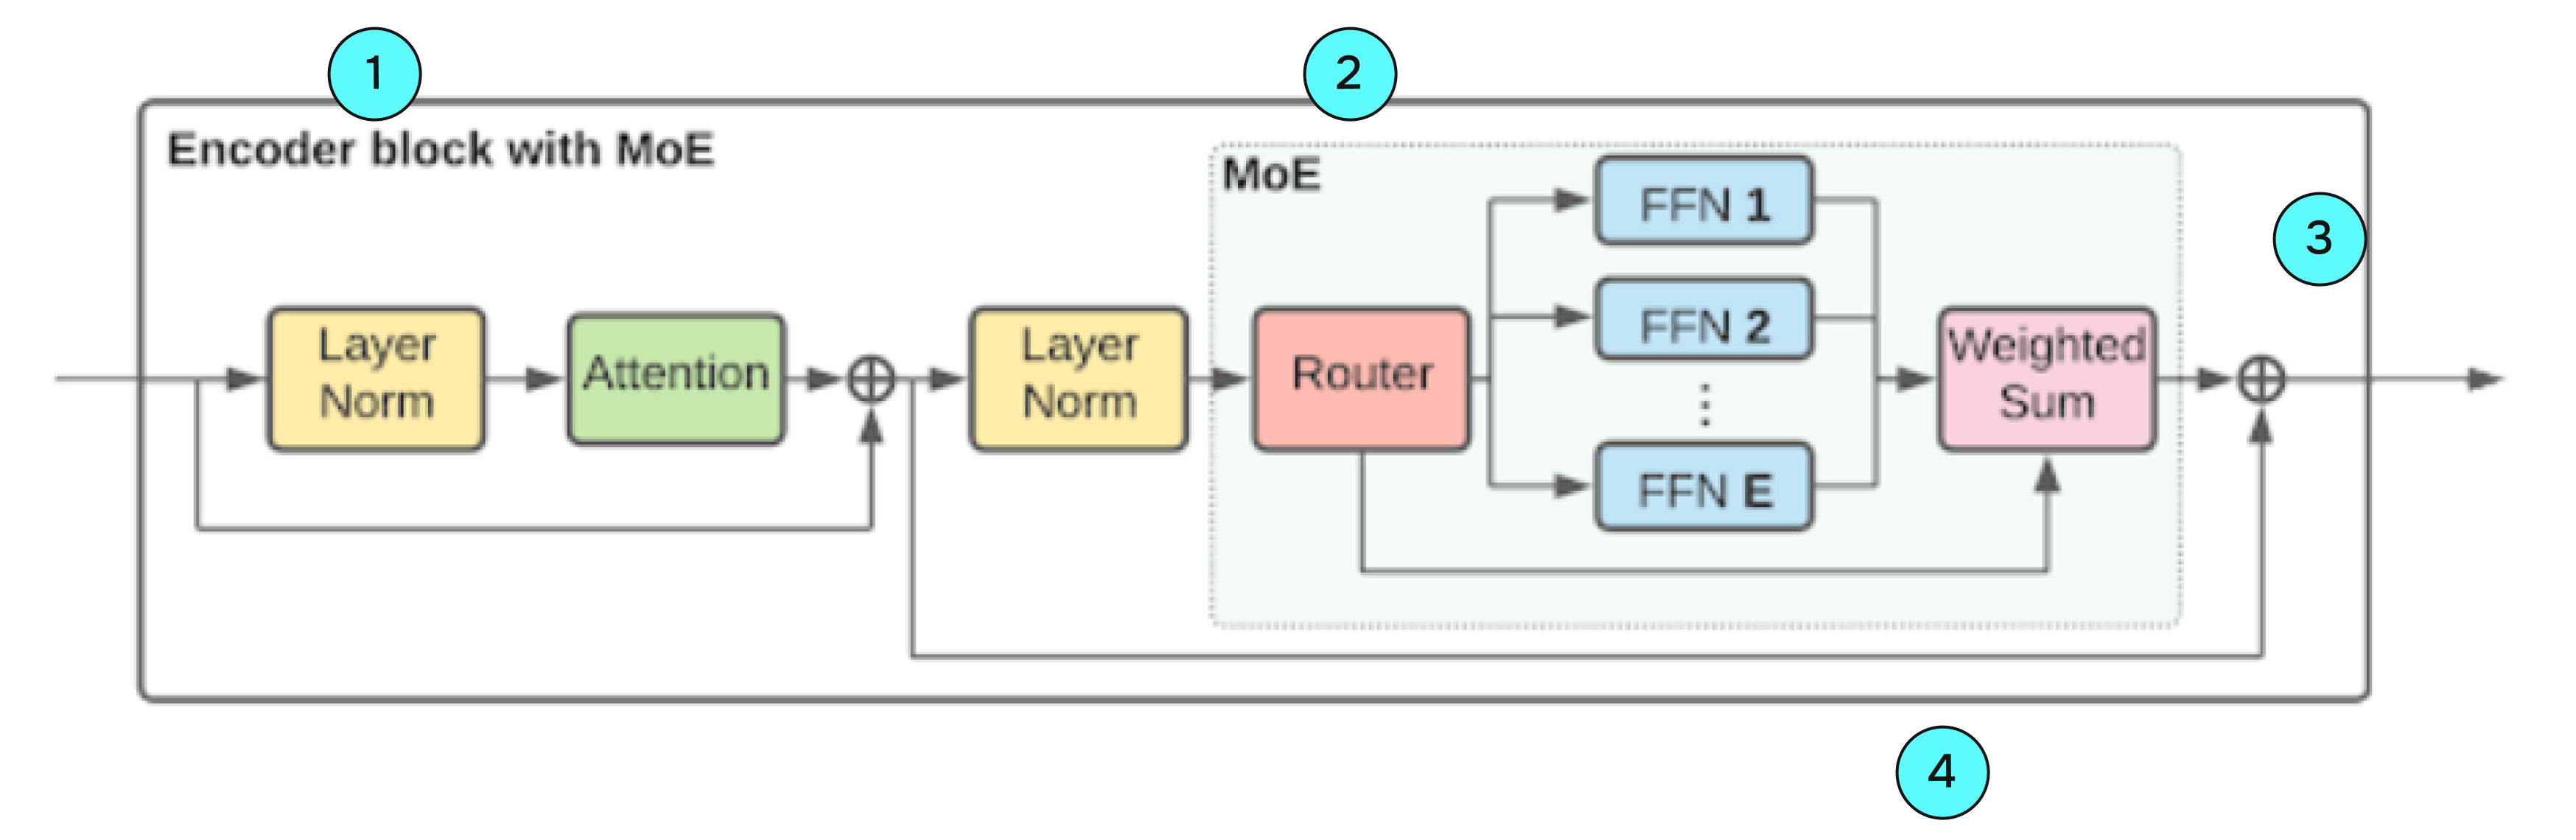 1
2
Encoder block with MoE
MoE
FFN 1
3
FFN 2
Layer
Norm
Attention
Layer
Norm
Router
Weighted
Sum
FFN E
4